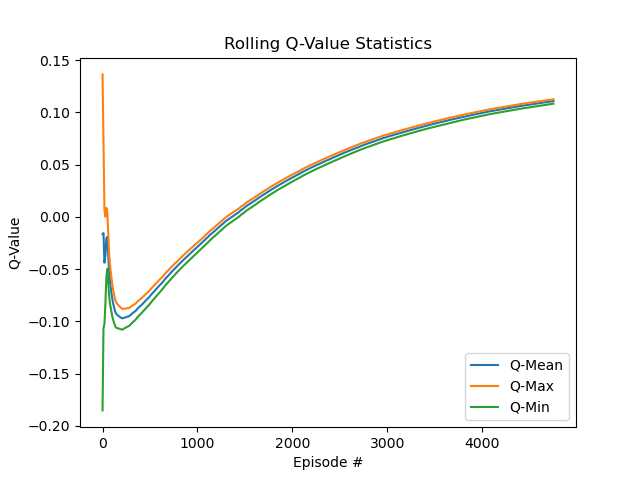 Rolling Q-Value Statistics
0.15
0.10
0.05
0.00
−0.05
−0.10
−0.15
−0.20
Q-Value
0 1000 2000 3000 4000
Episode #
Q-Mean
Q-Max
Q-Min